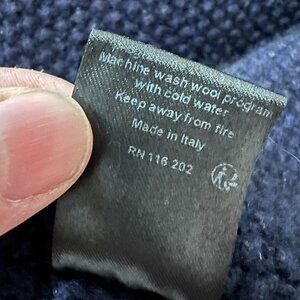 Machine wash wool program
with cold water
Keep away from fire
Made in Italy
RN 116 202